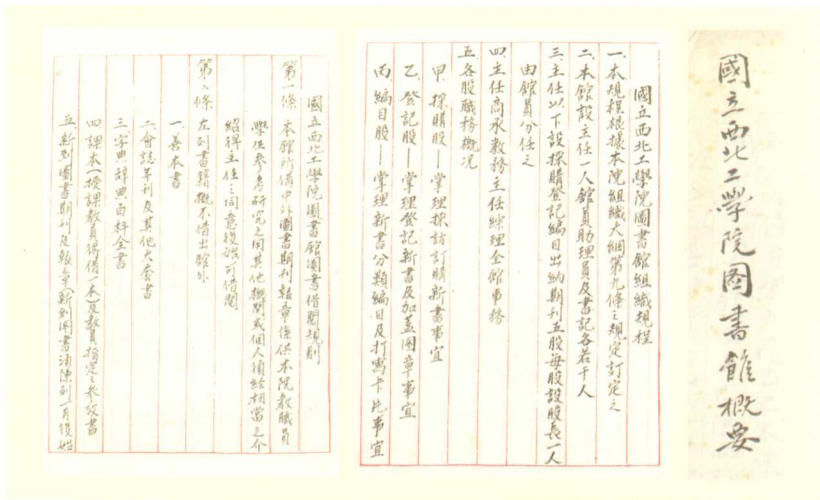 國立西北工學院图書館概要
國立西北工學院圖書館組織規程
一、本規程根據本院組織大綱第九條之規定訂定之
二、本館設主任一人館員助理員及書記各若干人
三、主任以下設採購登記編目出納期刊五股每股設股長一人
由館員分任之
四、主任商承教務主任綜理全館事務
五、各股職務概況
甲、採購股——掌理採訪訂購新書事宜
乙、登記股——掌理登記新書及加蓋圖章事宜
丙、編目股——掌理新書分類編目及打寫卡片事宜
國立西北工學院圖書館圖書借閱規則
第一條 本館所備中外圖書期刊報章僅供本院教職員
學生參考研究之用其他機關或個人須經相當之介
紹得主任之同意後始可借閱
第二條 左列書籍概不借出館外
一、善本書
二、會誌年刊及其他大套書
三、字典辞典百科全書
四、課本(授課教員得借一本)及教員指定之參攷書
五、新到圖書期刊及報章(新到圖書須陳列一月後始